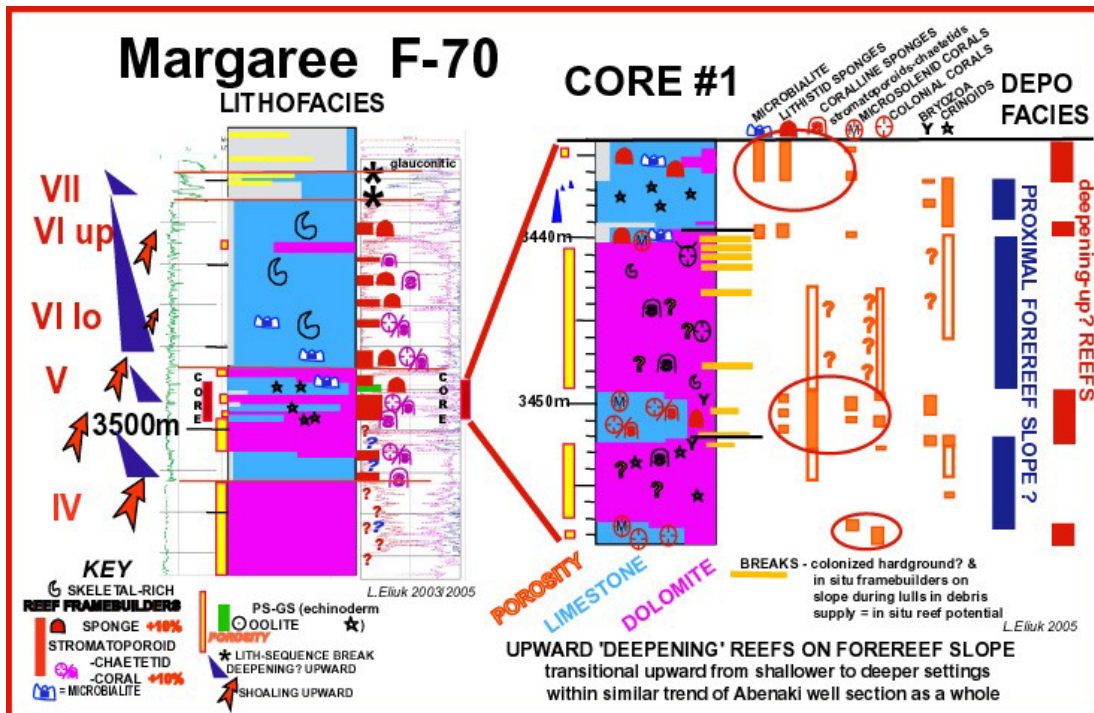 Margaree F-70
LITHOFACIES
glauconitic
VII
VI up
VI lo
V
3500m
IV
CORE
CORE
L.Eliuk 2003/2005
KEY
SKELETAL-RICH
REEF FRAMEBUILDERS
SPONGE +10%
STROMATOPOROID
-CHAETETID
-CORAL +10%
= MICROBIALITE
POROSITY
PS-GS (echinoderm
OOLITE )
LITH-SEQUENCE BREAK
DEEPENING? UPWARD
SHOALING UPWARD
CORE #1
MICROBIALITE
LITHISTID SPONGES
CORALLINE SPONGES
stromatoporoids-chaetetids
MICROSOLENID CORALS
COLONIAL CORALS
BRYOZOA
CRINOIDS
DEPO
FACIES
M
Y
3440m
M
?
?
?
?
?
?
?
?
?
?
Y
3450m
M
Y
?
?
?
M
?
?
?
?
?
?
?
?
PROXIMAL FOREREEF SLOPE ?
deepening-up? REEFS
POROSITY
LIMESTONE
DOLOMITE
BREAKS - colonized hardground? &
in situ framebuilders on
slope during lulls in debris
supply = in situ reef potential
L.Eliuk 2005
UPWARD 'DEEPENING' REEFS ON FOREREEF SLOPE
transitional upward from shallower to deeper settings
within similar trend of Abenaki well section as a whole